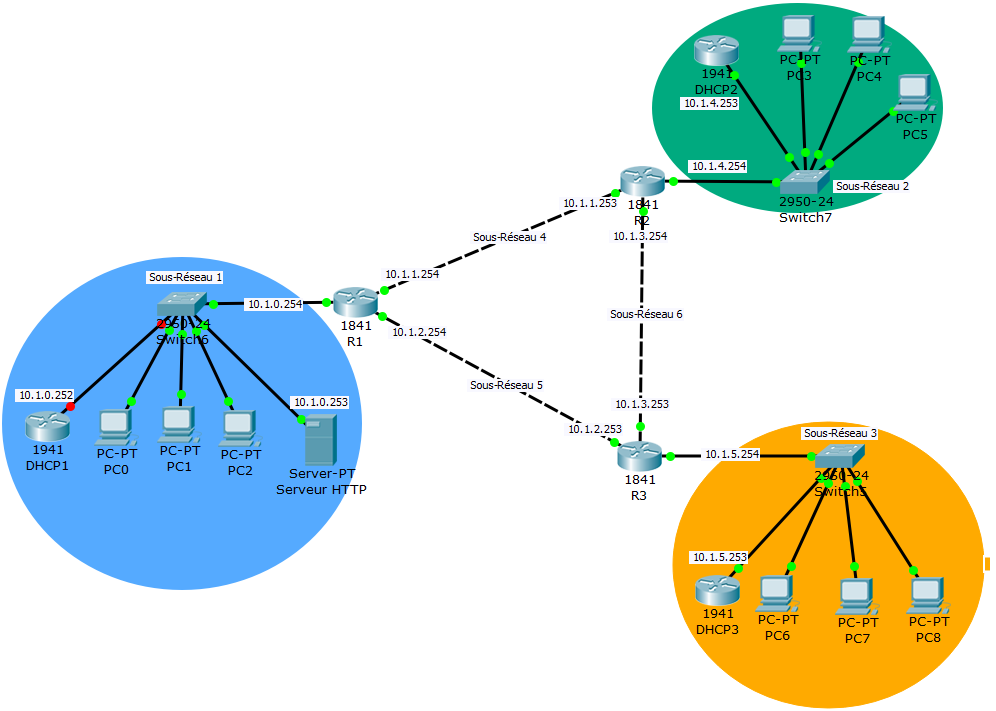 1941
DHCP2
10.1.4.253
PC-PT
PC3
PC-PT
PC4
PC-PT
PC5
10.1.4.254
Sous-Réseau 2
2950-24
Switch7
1841
R2
10.1.1.253
10.1.3.254
Sous-Réseau 4
10.1.1.254
Sous-Réseau 1
10.1.0.254
2950-24
Switch6
1841
R1
10.1.2.254
Sous-Réseau 6
Sous-Réseau 5
10.1.0.252
1941
DHCP1
PC-PT
PC0
PC-PT
PC1
PC-PT
PC2
10.1.0.253
Server-PT
Serveur HTTP
10.1.3.253
10.1.2.253
1841
R3
10.1.5.254
Sous-Réseau 3
2950-24
Switch5
10.1.5.253
1941
DHCP3
PC-PT
PC6
PC-PT
PC7
PC-PT
PC8